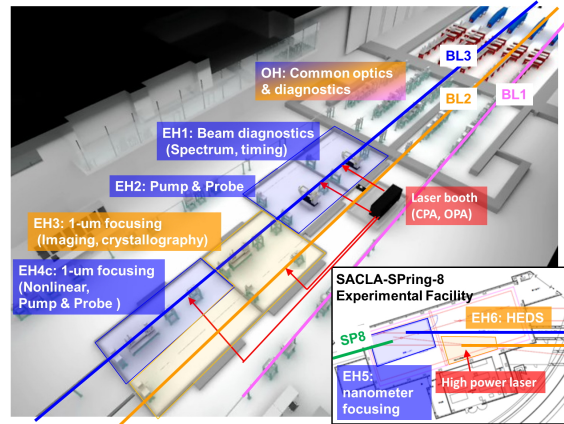 BL3
BL2
BL1
OH: Common optics
& diagnostics
EH1: Beam diagnostics
(Spectrum, timing)
EH2: Pump & Probe
Laser booth
(CPA, OPA)
EH3: 1-um focusing
(Imaging, crystallography)
EH4c: 1-um focusing
(Nonlinear,
Pump & Probe )
SACLA-SPring-8
Experimental Facility
EH6: HEDS
SP8
EH5:
nanometer
focusing
High power laser